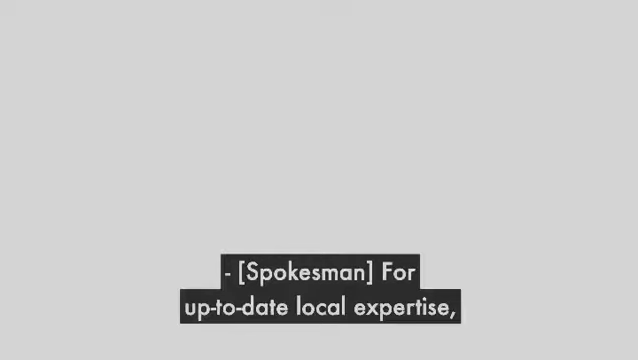 - [Spokesman] For
up-to-date local expertise,